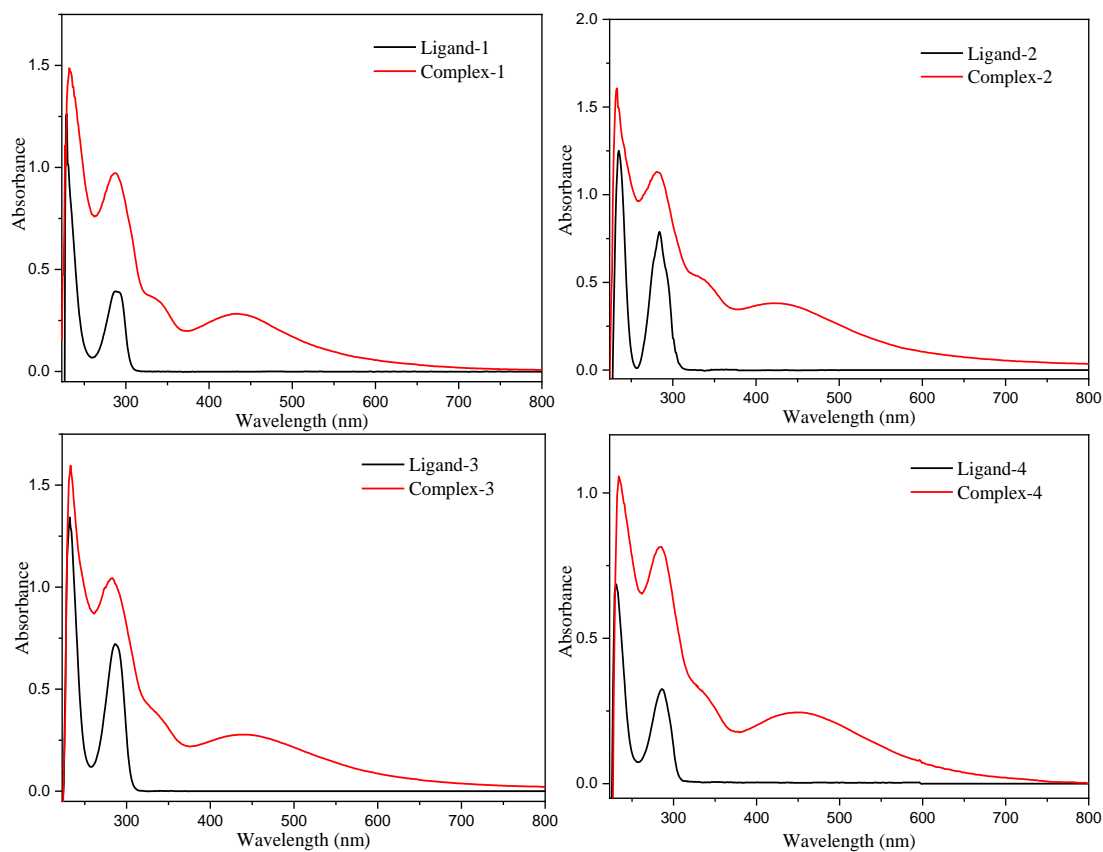 Ligand-1
Complex-1
1.5
1.0
0.5
0.0
Absorbance
300 400 500 600 700 800
Wavelength (nm)
Ligand-2
Complex-2
2.0
1.5
1.0
0.5
0.0
Absorbance
300 400 500 600 700 800
Wavelength (nm)
Ligand-3
Complex-3
1.5
1.0
0.5
0.0
Absorbance
300 400 500 600 700 800
Wavelength (nm)
Ligand-4
Complex-4
1.0
0.5
0.0
Absorbance
300 400 500 600 700 800
Wavelength (nm)